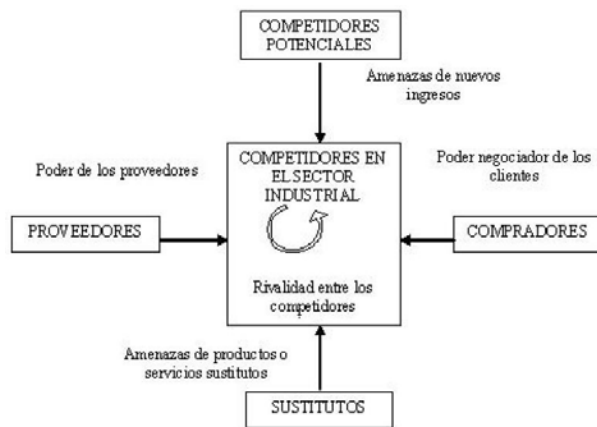 COMPETIDORES
POTENCIALES
Amenazas de nuevos
ingresos
Poder de los proveedores
COMPETIDORES EN
EL SECTOR
INDUSTRIAL
Poder negociador de los
clientes
PROVEEDORES
COMPRADORES
Rivalidad entre los
competidores
Amenazas de productos o
servicios sustitutos
SUSTITUTOS